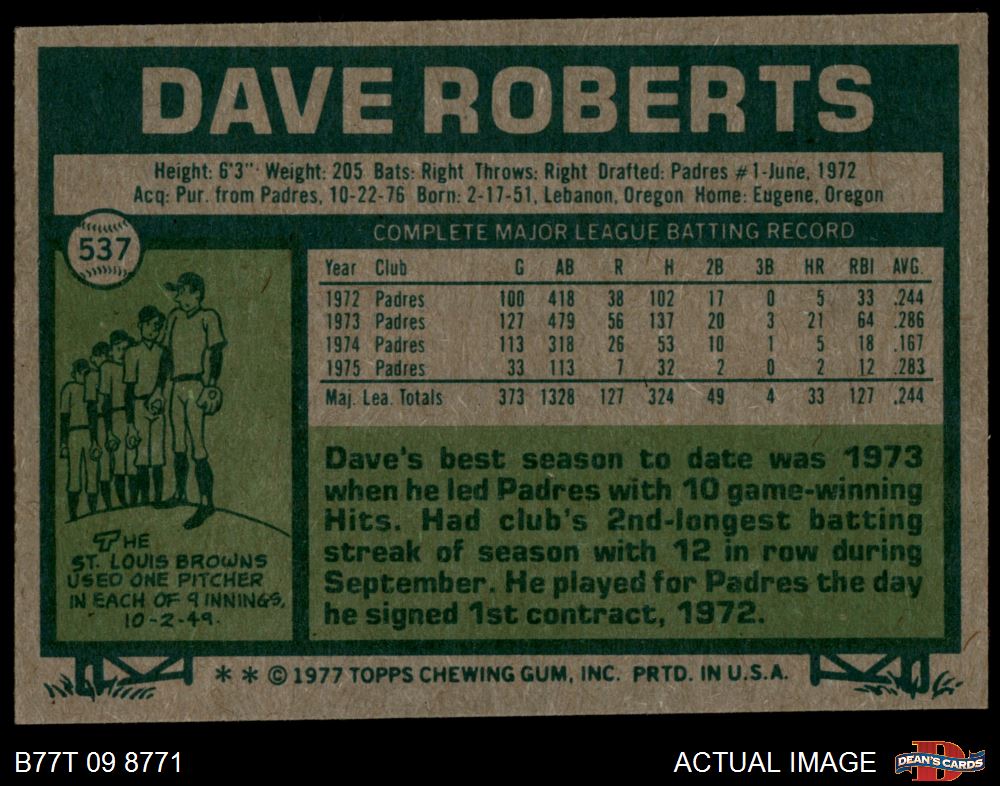 DAVE ROBERTS
Height: 6'3" Weight: 205 Bats: Right Throws: Right Drafted: Padres #1-June, 1972
Acq: Pur. from Padres, 10-22-76 Born: 2-17-51, Lebanon, Oregon Home: Eugene, Oregon
537
COMPLETE MAJOR LEAGUE BATTING RECORD
Year Club G AB R H 2B 3B HR RBI AVG.
1972 Padres 100 418 38 102 17 0 5 33 .244
1973 Padres 127 479 56 137 20 3 21 64 .286
1974 Padres 113 318 26 53 10 1 5 18 .167
1975 Padres 33 113 7 32 2 0 2 12 .283
Maj. Lea. Totals 373 1328 127 324 49 4 33 127 .244
Dave's best season to date was 1973
when he led Padres with 10 game-winning
Hits. Had club's 2nd-longest batting
streak of season with 12 in row during
September. He played for Padres the day
he signed 1st contract, 1972.
THE
ST. LOUIS BROWNS
USED ONE PITCHER
IN EACH OF 9 INNINGS,
10-2-49.
* * © 1977 TOPPS CHEWING GUM, INC. PRTD. IN U.S.A.
B77T 09 8771
ACTUAL IMAGE
D
DEAN'S CARDS